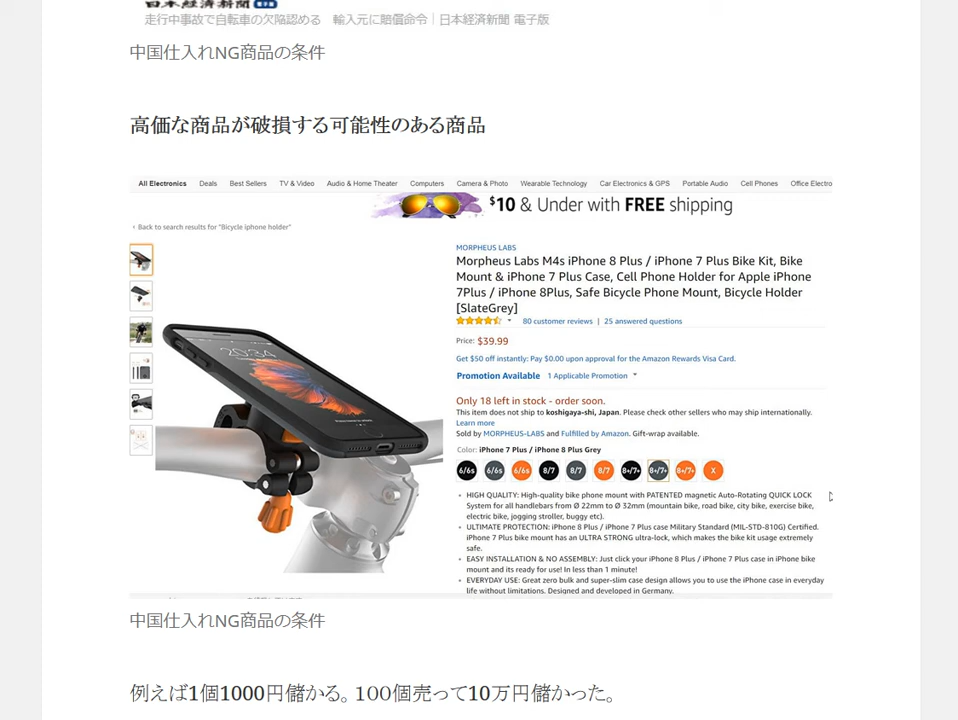 日本経済新聞
走行中事故で自転車の欠陥認める 輸入元に賠償命令｜日本経済新聞 電子版
中国仕入れNG商品の条件
高価な商品が破損する可能性のある商品
All Electronics Deals Best Sellers TV & Video Audio & Home Theater Computers Camera & Photo Wearable Technology Car Electronics & GPS Portable Audio Cell Phones Office Electro
$10 & Under with FREE shipping
‹ Back to search results for "Bicycle iphone holder"
MORPHEUS LABS
Morpheus Labs M4s iPhone 8 Plus / iPhone 7 Plus Bike Kit, Bike
Mount & iPhone 7 Plus Case, Cell Phone Holder for Apple iPhone
7Plus / iPhone 8Plus, Safe Bicycle Phone Mount, Bicycle Holder
[SlateGrey]
80 customer reviews | 25 answered questions
Price: $39.99
Get $50 off instantly: Pay $0.00 upon approval for the Amazon Rewards Visa Card.
Promotion Available 1 Applicable Promotion
Only 18 left in stock - order soon.
This item does not ship to koshigaya-shi, Japan. Please check other sellers who may ship internationally.
Learn more
Sold by MORPHEUS-LABS and Fulfilled by Amazon. Gift-wrap available.
Color: iPhone 7 Plus / iPhone 8 Plus Grey
6/6s 6/6s 6/6s 8/7 8/7 8/7 8+/7+ 8+/7+ 8+/7+ X
• HIGH QUALITY: High-quality bike phone mount with PATENTED magnetic Auto-Rotating QUICK LOCK
System for all handlebars from Ø 22mm to Ø 32mm (mountain bike, road bike, city bike, exercise bike,
electric bike, jogging stroller, buggy etc).
• ULTIMATE PROTECTION: iPhone 8 Plus / iPhone 7 Plus case Military Standard (MIL-STD-810G) Certified.
iPhone 7 Plus bike mount has an ULTRA STRONG ultra-lock, which makes the bike kit usage extremely
safe.
• EASY INSTALLATION & NO ASSEMBLY: Just click your iPhone 8 Plus / iPhone 7 Plus case in iPhone bike
mount and its ready for use! In less than 1 minute!
• EVERYDAY USE: Great zero bulk and super-slim case design allows you to use the iPhone case in everyday
life without limitations. Designed and developed in Germany.
20:34
中国仕入れNG商品の条件
例えば1個1000円儲かる。100個売って10万円儲かった。